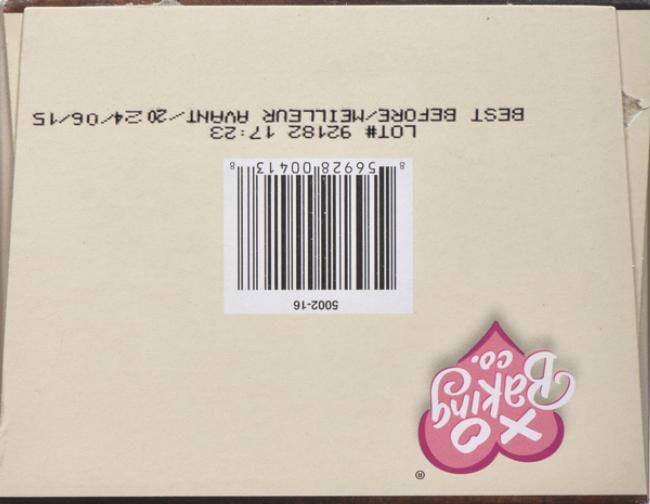 XO
Baking
co.
®
5002-16
8 56928 00413 8
LOT# 92182 17:23
BEST BEFORE/MEILLEUR AVANT/2024/06/15